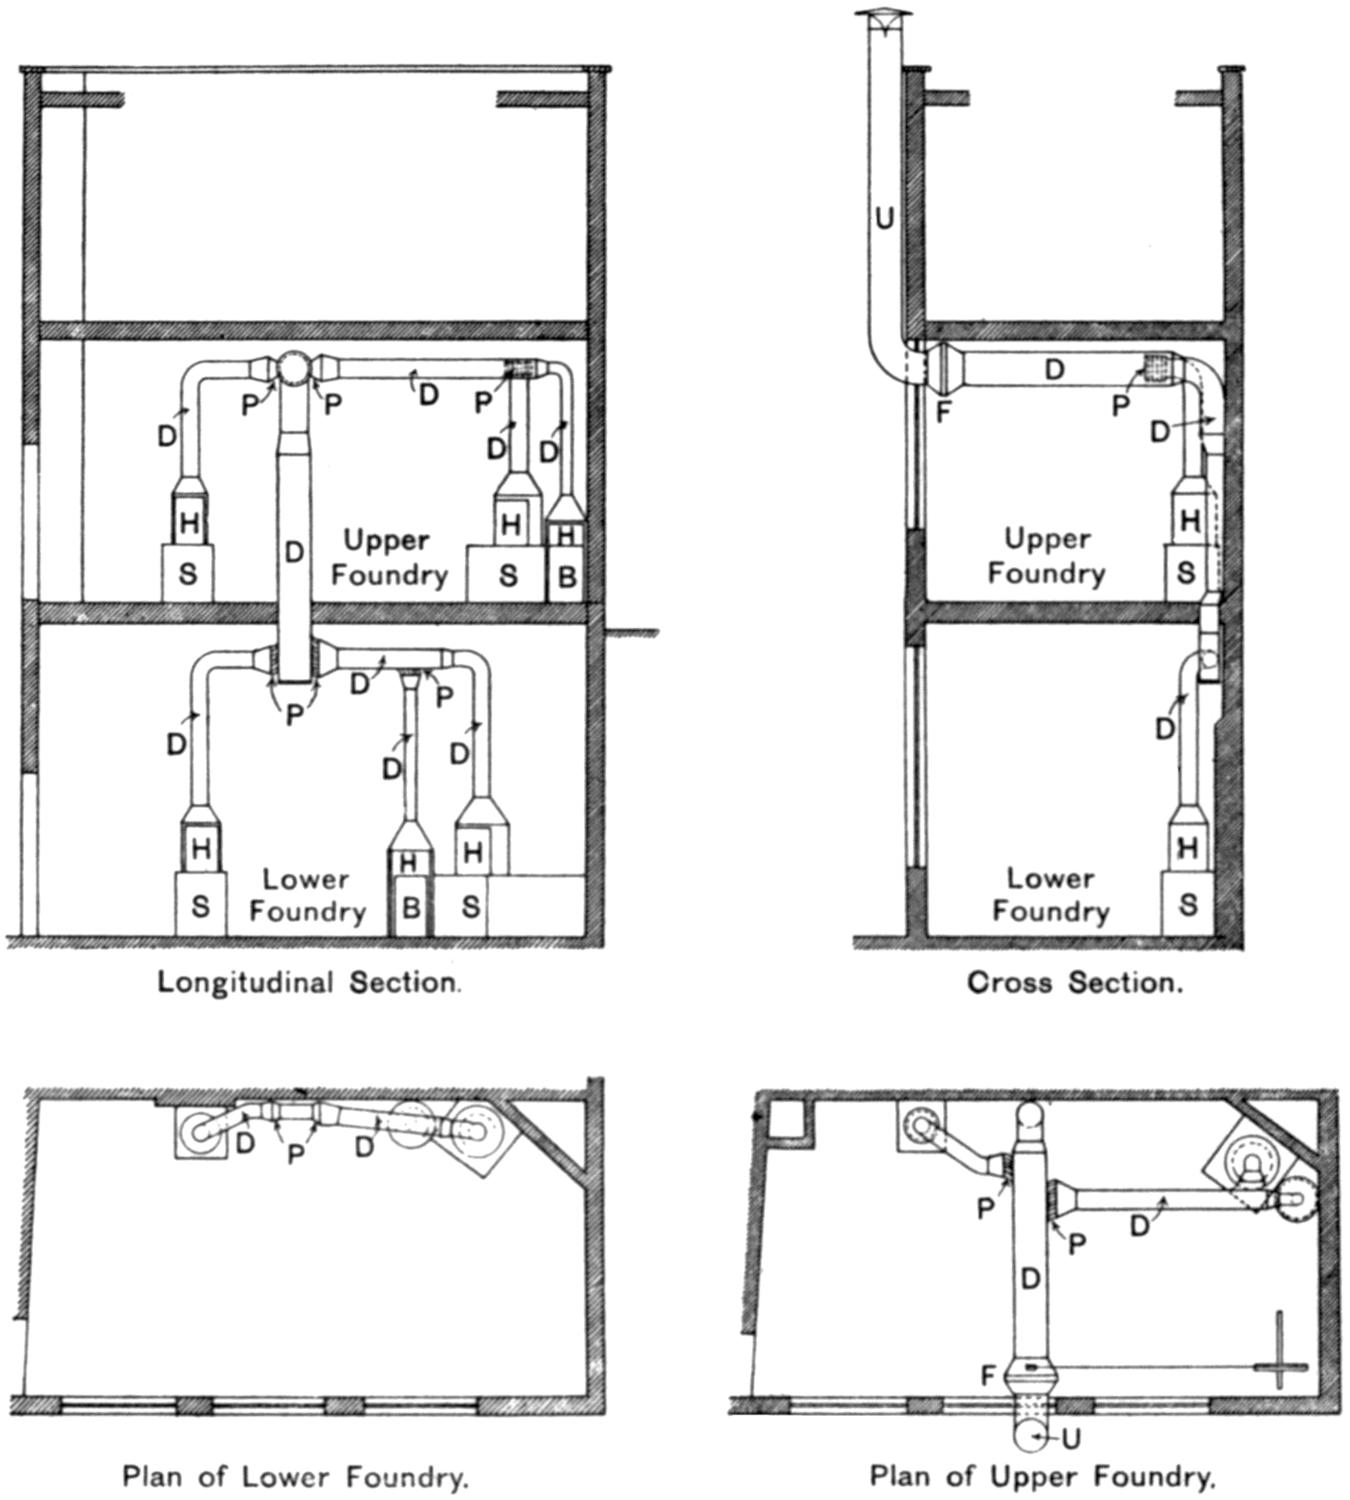 U
D
P
P
D
P
D
D
D
H
H
H
D
Upper
Foundry
S
S
B
D
P
P
D
D
D
H
H
H
Lower
Foundry
S
B
S
Longitudinal Section.
D
F
P
D
H
Upper
Foundry
S
D
H
Lower
Foundry
S
Cross Section.
D
P
D
Plan of Lower Foundry.
P
P
D
D
F
U
Plan of Upper Foundry.